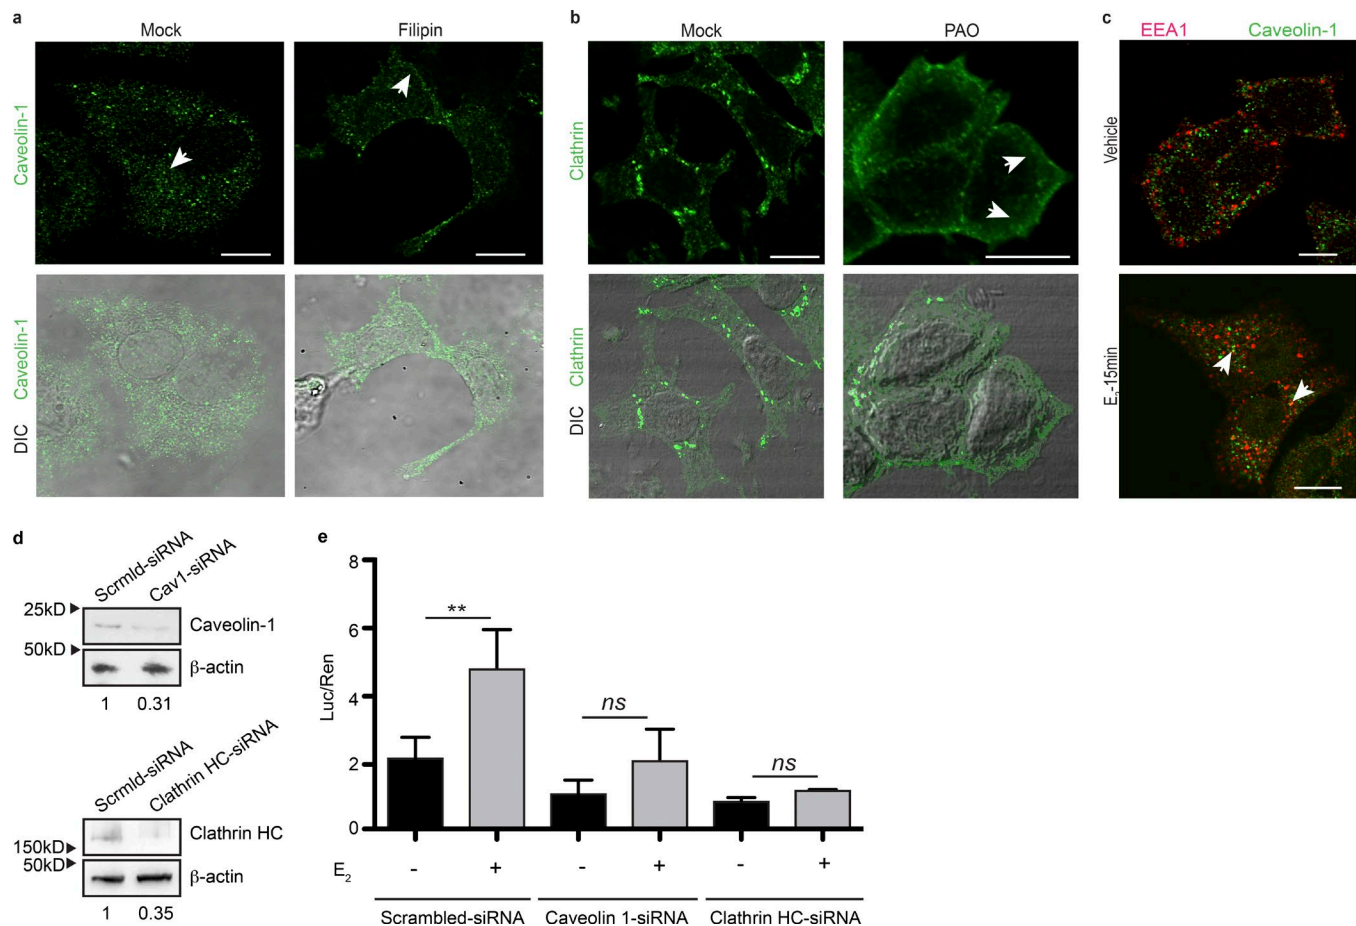 a
Mock
Filipin
Caveolin-1
DIC Caveolin-1
b
Mock
PAO
Clathrin
DIC Clathrin
c
EEA1 Caveolin-1
Vehicle
E2-15min
d
Scrmld-siRNA
Cav1-siRNA
25kD
Caveolin-1
50kD
β-actin
1 0.31
Scrmld-siRNA
Clathrin HC-siRNA
Clathrin HC
150kD
50kD
β-actin
1 0.35
e
Luc/Ren
8
6
4
2
0
**
ns
ns
E2 - + - + - +
Scrambled-siRNA Caveolin 1-siRNA Clathrin HC-siRNA